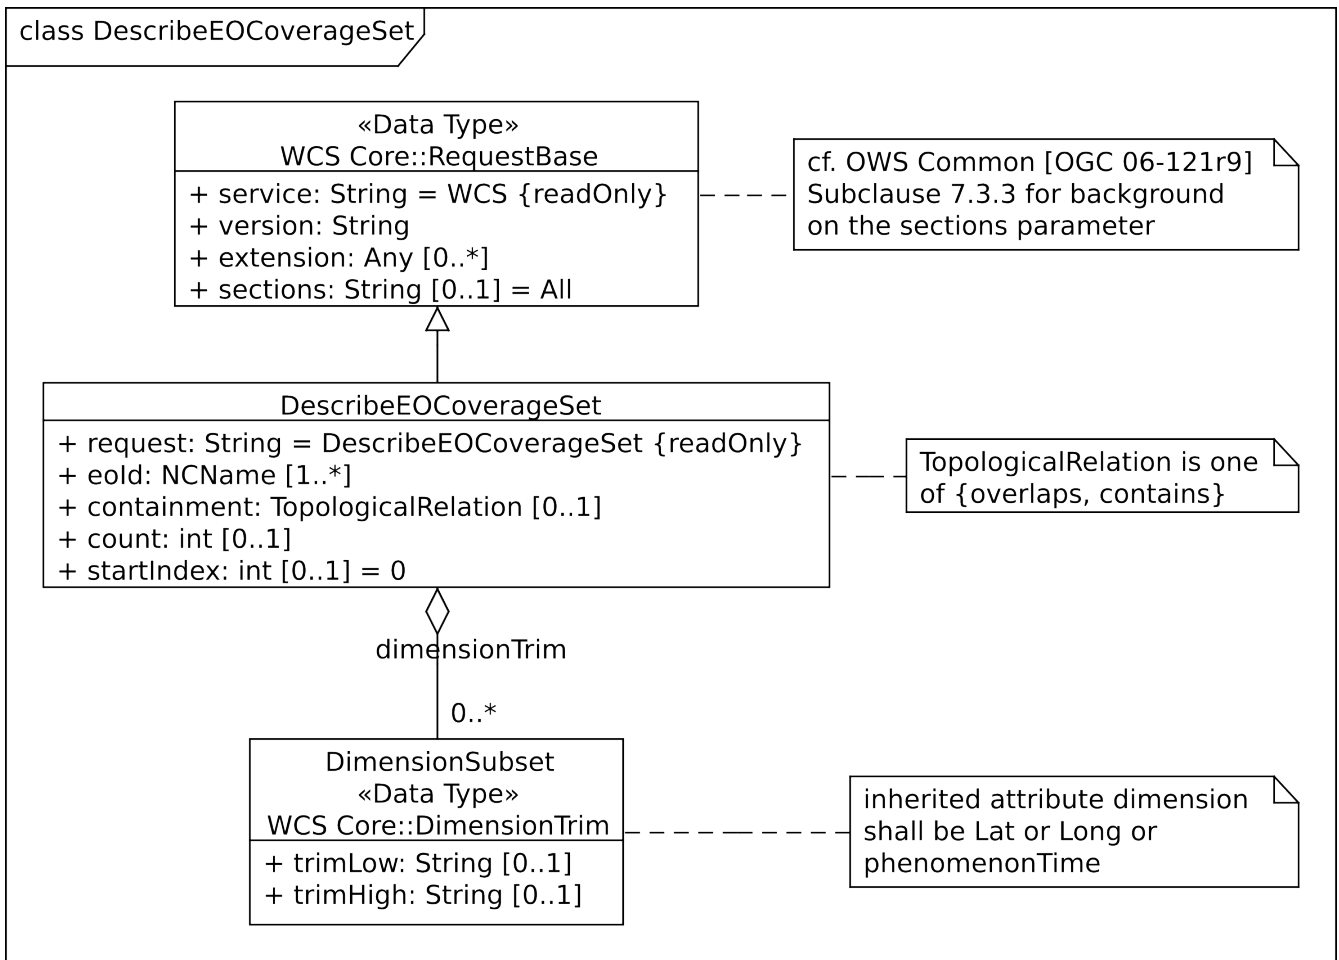 class DescribeEOCoverageSet
«Data Type»
WCS Core::RequestBase
+ service: String = WCS {readOnly}
+ version: String
+ extension: Any [0..*]
+ sections: String [0..1] = All
cf. OWS Common [OGC 06-121r9]
Subclause 7.3.3 for background
on the sections parameter
DescribeEOCoverageSet
+ request: String = DescribeEOCoverageSet {readOnly}
+ eoId: NCName [1..*]
+ containment: TopologicalRelation [0..1]
+ count: int [0..1]
+ startIndex: int [0..1] = 0
TopologicalRelation is one
of {overlaps, contains}
dimensionTrim
0..*
DimensionSubset
«Data Type»
WCS Core::DimensionTrim
+ trimLow: String [0..1]
+ trimHigh: String [0..1]
inherited attribute dimension
shall be Lat or Long or
phenomenonTime